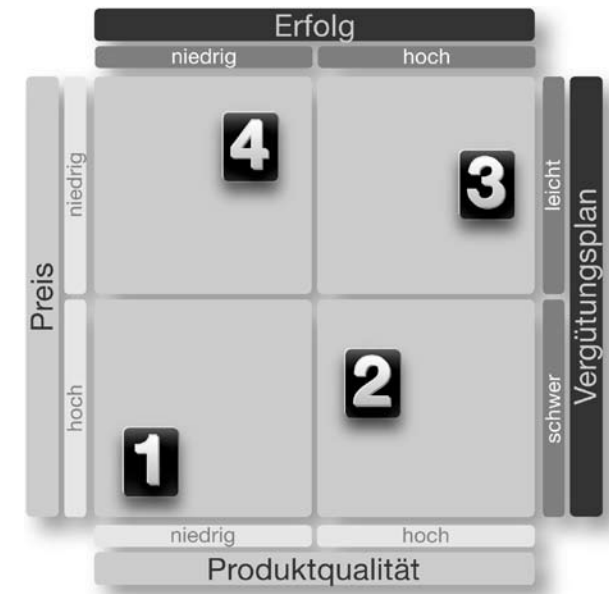 Erfolg
niedrig hoch
4
3
niedrig
leicht
Preis
Vergütungsplan
2
hoch
schwer
1
niedrig hoch
Produktqualität